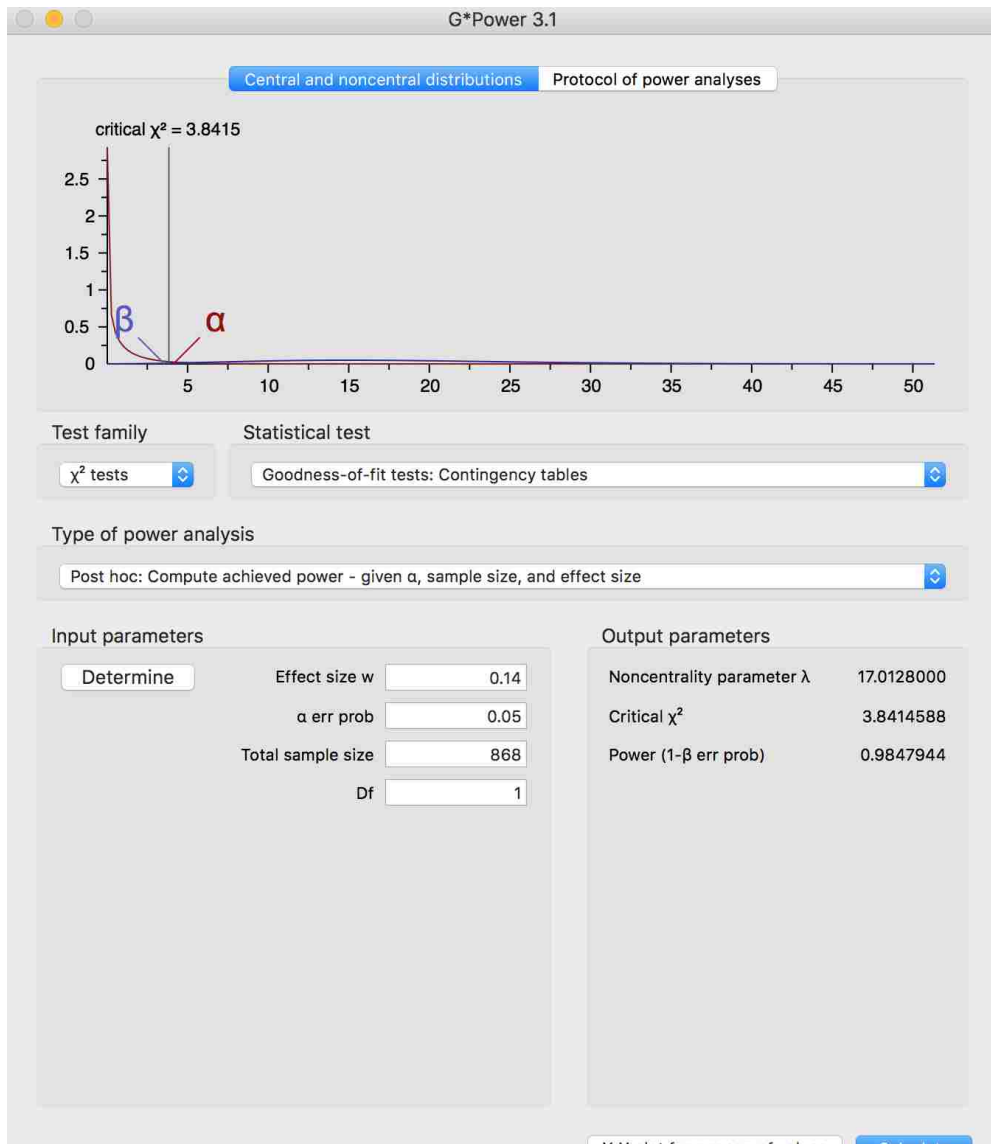 G*Power 3.1
Central and noncentral distributions
Protocol of power analyses
critical χ² = 3.8415
2.5
2
1.5
1
0.5
0
β
α
5 10 15 20 25 30 35 40 45 50
Test family
Statistical test
χ² tests
Goodness-of-fit tests: Contingency tables
Type of power analysis
Post hoc: Compute achieved power - given α, sample size, and effect size
Input parameters
Output parameters
Determine
Effect size w 0.14
Noncentrality parameter λ 17.0128000
α err prob 0.05
Critical χ² 3.8414588
Total sample size 868
Power (1-β err prob) 0.9847944
Df 1